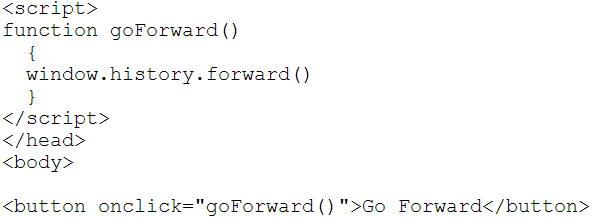 <script>
function goForward()
  {
  window.history.forward()
  }
</script>
</head>
<body>

<button onclick="goForward()">Go Forward</button>